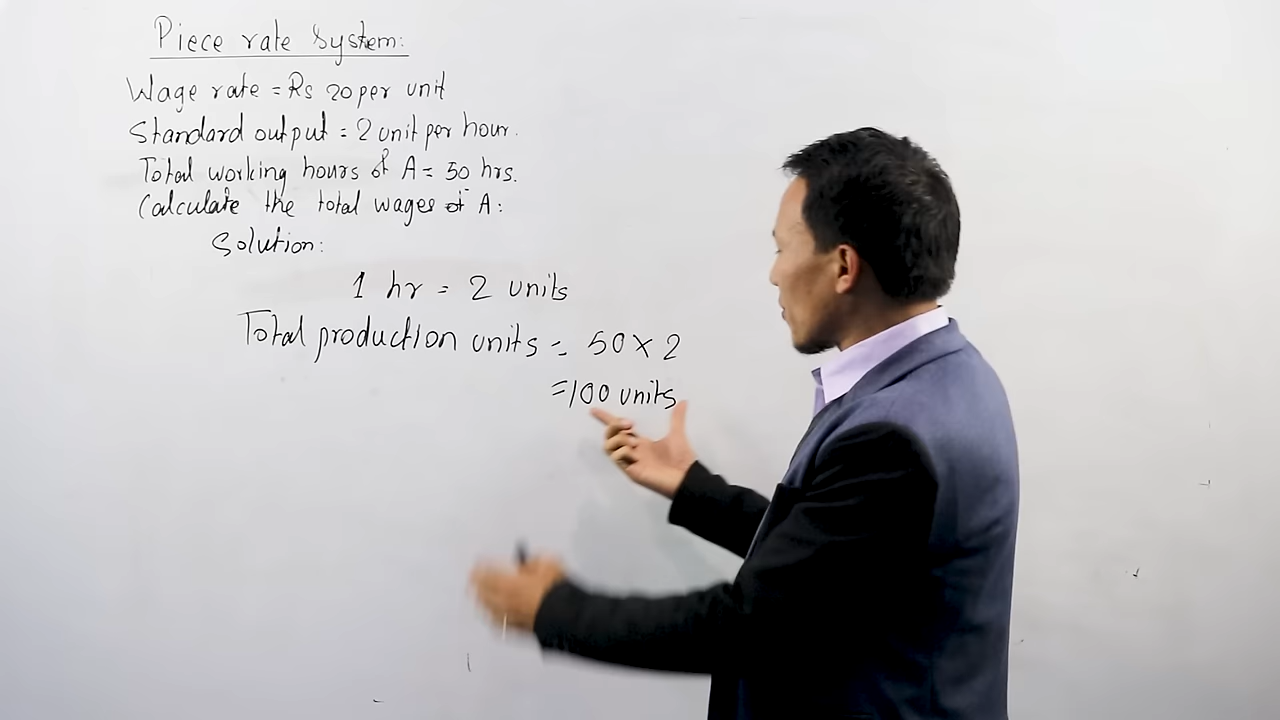 Piece rate System:
Wage rate = Rs 20 per unit
Standard output = 2 unit per hour.
Total working hours of A = 50 hrs.
Calculate the total wages of A:
Solution:
1 hr = 2 units
Total production units = 50 × 2
= 100 units